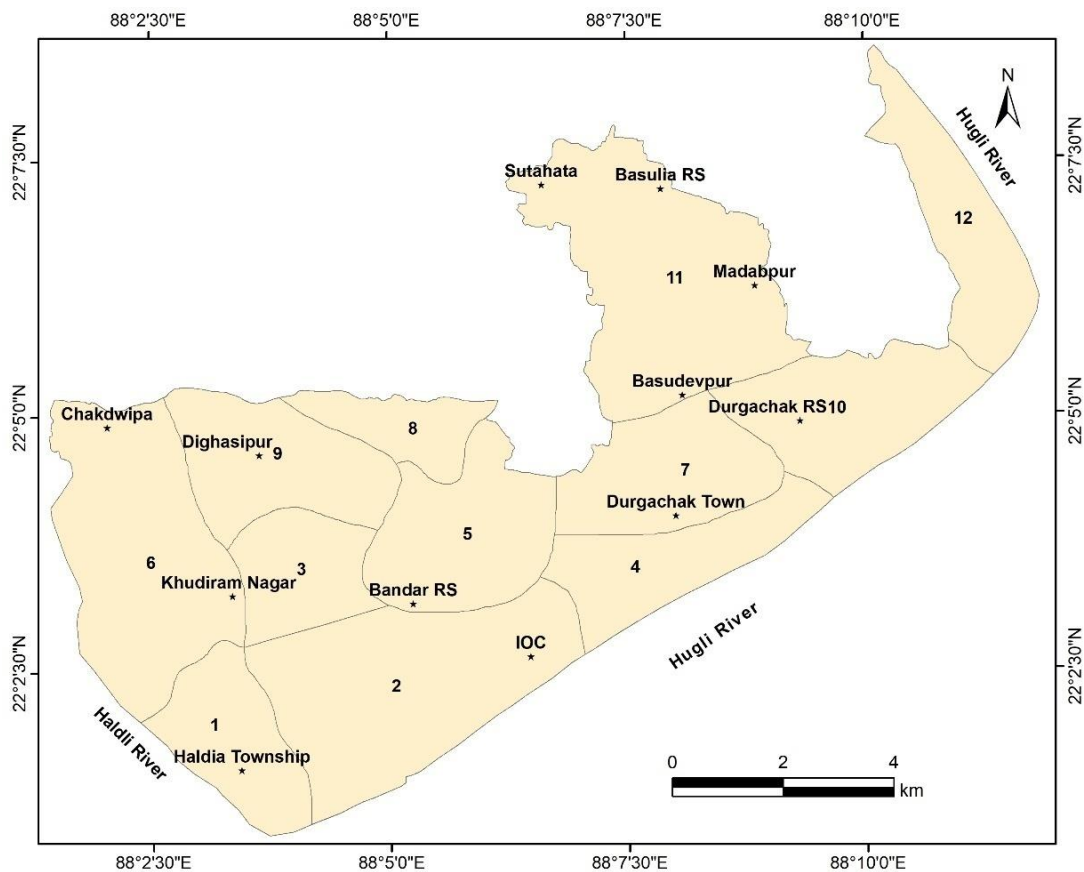 88°2'30"E 88°5'0"E 88°7'30"E 88°10'0"E
N
Hugli River
22°7'30"N 22°7'30"N
Sutahata Basulia RS
12
11 Madabpur
Basudevpur
22°5'0"N 22°5'0"N
Chakdwipa 8 Durgachak RS10
Dighasipur 9
7
Durgachak Town
5
6 3 4
Khudiram Nagar Bandar RS
IOC Hugli River
22°2'30"N 22°2'30"N
2
1
Haldli River
Haldia Township
0 2 4
km
88°2'30"E 88°5'0"E 88°7'30"E 88°10'0"E